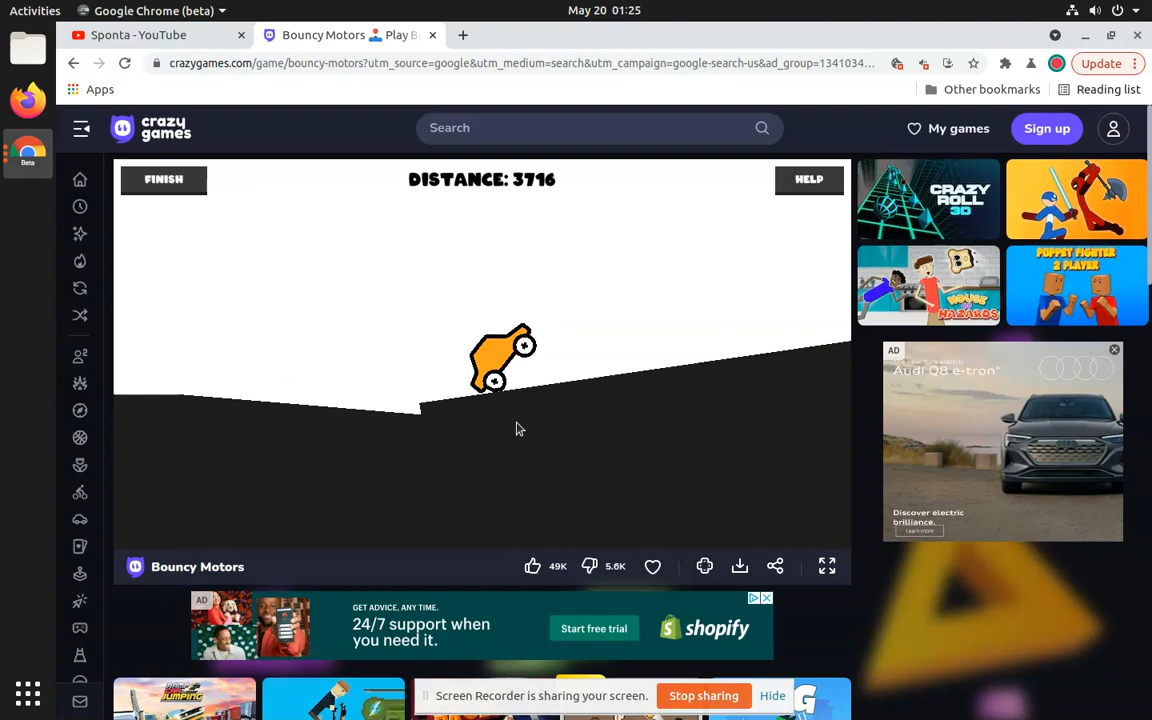 Activities
Google Chrome (beta)
May 20 01:25
Sponta - YouTube
Bouncy Motors
Play B
crazygames.com/game/bouncy-motors?utm_source=google&utm_medium=search&utm_campaign=google-search-us&ad_group=1341034...
Update
Apps
Other bookmarks
Reading list
Beta
crazy
games
Search
My games
Sign up
FINISH
DISTANCE: 3716
HELP
CRAZY
ROLL
3D
HOUSE
OF
HAZARDS
PUPPET FIGHTER
2 PLAYER
AD
Audi Q8 e-tron
Discover electric
brilliance.
Learn more
Bouncy Motors
49K
5.6K
AD
GET ADVICE, ANY TIME.
24/7 support when
you need it.
Start free trial
shopify
Screen Recorder is sharing your screen.
Stop sharing
Hide